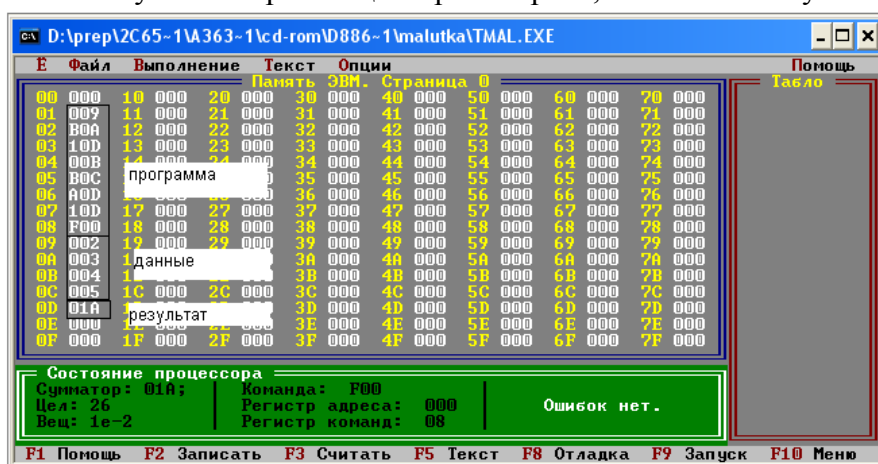 D:\prep\2C65~1\A363~1\cd-rom\D886~1\malutka\TMAL.EXE
Ё Файл Выполнение Текст Опции Помощь
Память ЭВМ. Страница 0 Табло
00 000 10 000 20 000 30 000 40 000 50 000 60 000 70 000
01 009 11 000 21 000 31 000 41 000 51 000 61 000 71 000
02 B0A 12 000 22 000 32 000 42 000 52 000 62 000 72 000
03 10D 13 000 23 000 33 000 43 000 53 000 63 000 73 000
04 00B 14 000 24 000 34 000 44 000 54 000 64 000 74 000
05 B0C программа 35 000 45 000 55 000 65 000 75 000
06 A0D 36 000 46 000 56 000 66 000 76 000
07 10D 17 000 27 000 37 000 47 000 57 000 67 000 77 000
08 F00 18 000 28 000 38 000 48 000 58 000 68 000 78 000
09 002 19 000 29 000 39 000 49 000 59 000 69 000 79 000
0A 003 данные 3A 000 4A 000 5A 000 6A 000 7A 000
0B 004 3B 000 4B 000 5B 000 6B 000 7B 000
0C 005 1C 000 2C 000 3C 000 4C 000 5C 000 6C 000 7C 000
0D 01A результат 3D 000 4D 000 5D 000 6D 000 7D 000
0E 000 1E 000 2E 000 3E 000 4E 000 5E 000 6E 000 7E 000
0F 000 1F 000 2F 000 3F 000 4F 000 5F 000 6F 000 7F 000
Состояние процессора
Сумматор: 01A; Команда: F00
Цел: 26 Регистр адреса: 000 Ошибок нет.
Вещ: 1e-2 Регистр команд: 08
F1 Помощь F2 Записать F3 Считать F5 Текст F8 Отладка F9 Запуск F10 Меню